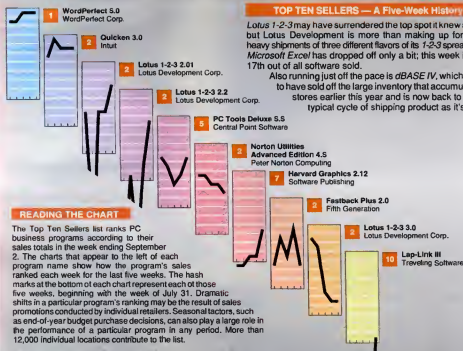 TOP TEN SELLERS — A Five-Week History
Lotus 1-2-3 may have surrendered the top spot it knew
but Lotus Development is more than making up for
heavy shipments of three different flavors of its 1-2-3 spre
Microsoft Excel has dropped off only a bit; this week
17th out of all software sold.
Also running just off the pace is dBASE IV, which
to have sold off the large inventory that accumu
stores earlier this year and is now back to
typical cycle of shipping product as it's
1 WordPerfect 5.0
WordPerfect Corp.
2 Quicken 3.0
Intuit
2 Lotus 1-2-3 2.01
Lotus Development Corp.
2 Lotus 1-2-3 2.2
Lotus Development Corp.
5 PC Tools Deluxe 5.5
Central Point Software
2 Norton Utilities
Advanced Edition 4.5
Peter Norton Computing
7 Harvard Graphics 2.12
Software Publishing
2 Fastback Plus 2.0
Fifth Generation
2 Lotus 1-2-3 3.0
Lotus Development Corp.
10 Lap-Link III
Traveling Software
READING THE CHART
The Top Ten Sellers list ranks PC
business programs according to their
sales totals in the week ending September
2. The charts that appear to the left of each
program name show how the program's sales
ranked each week for the last five weeks. The hash
marks at the bottom of each chart represent each of those
five weeks, beginning with the week of July 31. Dramatic
shifts in a particular program's ranking may be the result of sales
promotions conducted by individual retailers. Seasonal factors, such
as end-of-year budget purchase decisions, can also play a large role in
the performance of a particular program in any period. More than
12,000 individual locations contribute to the list.